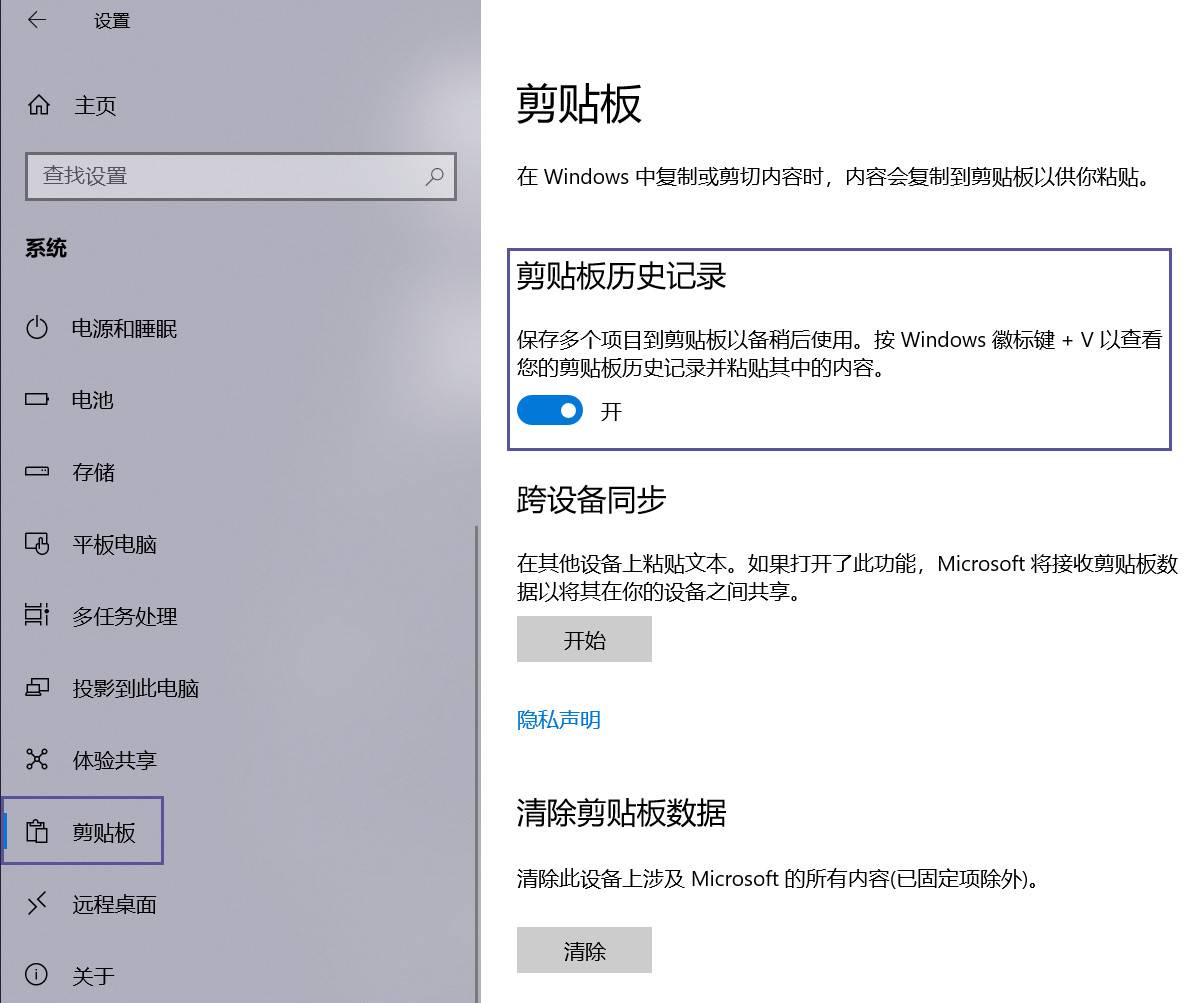 设置
主页
查找设置
系统
电源和睡眠
电池
存储
平板电脑
多任务处理
投影到此电脑
体验共享
剪贴板
远程桌面
关于
剪贴板
在 Windows 中复制或剪切内容时，内容会复制到剪贴板以供你粘贴。
剪贴板历史记录
保存多个项目到剪贴板以备稍后使用。按 Windows 徽标键 + V 以查看
您的剪贴板历史记录并粘贴其中的内容。
开
跨设备同步
在其他设备上粘贴文本。如果打开了此功能，Microsoft 将接收剪贴板数
据以将其在你的设备之间共享。
开始
隐私声明
清除剪贴板数据
清除此设备上涉及 Microsoft 的所有内容(已固定项除外)。
清除